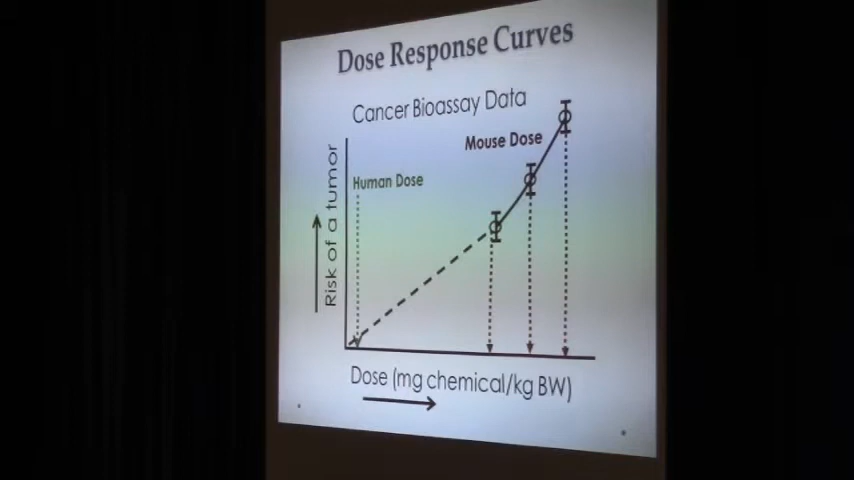 Dose Response Curves
Cancer Bioassay Data
Mouse Dose
Human Dose
Risk of a tumor
Dose (mg chemical/kg BW)